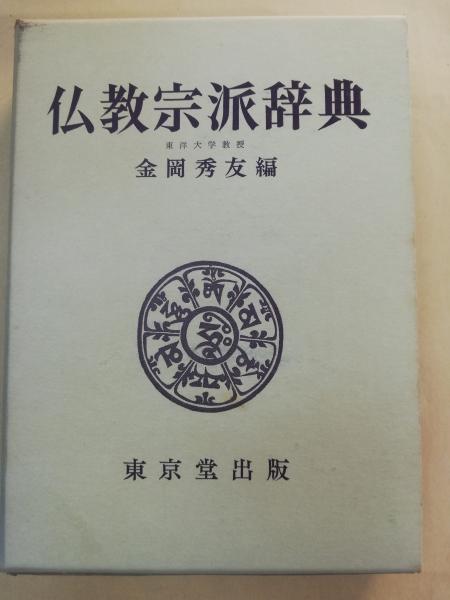 仏教宗派辞典
東洋大学教授
金岡秀友編
東京堂出版